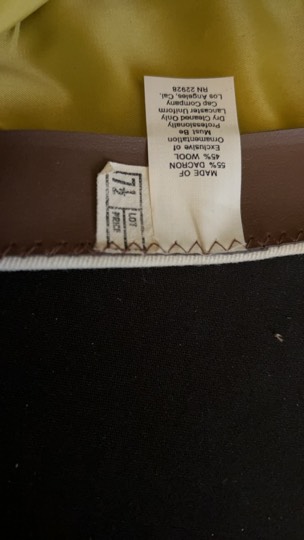 MADE OF
55% DACRON
45% WOOL
Exclusive of
Ornamentation
Must Be
Professionally
Dry Cleaned Only
Lancaster Uniform
Cap Company
Los Angeles, Cal.
RN 22928
7 1/2
LOT
PRICE